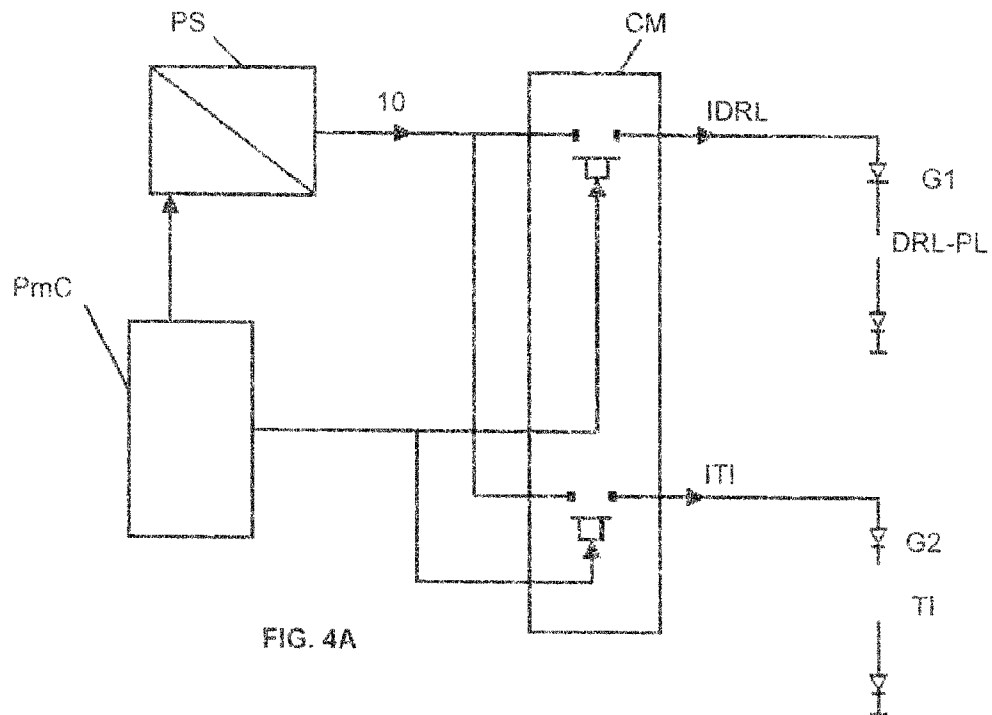 PS
CM
10
IDRL
G1
DRL-PL
PmC
ITI
G2
TI
FIG. 4A